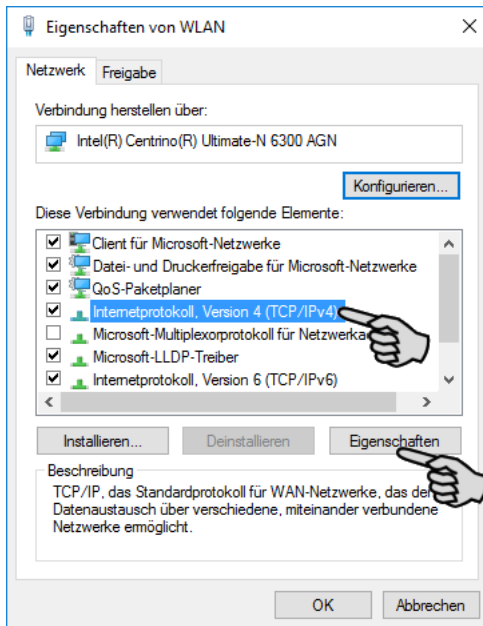 Eigenschaften von WLAN
Netzwerk
Freigabe
Verbindung herstellen über:
Intel(R) Centrino(R) Ultimate-N 6300 AGN
Konfigurieren...
Diese Verbindung verwendet folgende Elemente:
Client für Microsoft-Netzwerke
Datei- und Druckerfreigabe für Microsoft-Netzwerke
QoS-Paketplaner
Internetprotokoll, Version 4 (TCP/IPv4)
Microsoft-Multiplexorprotokoll für
Microsoft-LLDP-Treiber
Internetprotokoll, Version 6 (TCP/IPv6)
Installieren... Deinstallieren Eigenschaften
Beschreibung
TCP/IP, das Standardprotokoll für WAN-Netzwerke, das den
Datenaustausch über verschiedene, miteinander verbundene
Netzwerke ermöglicht.
OK Abbrechen